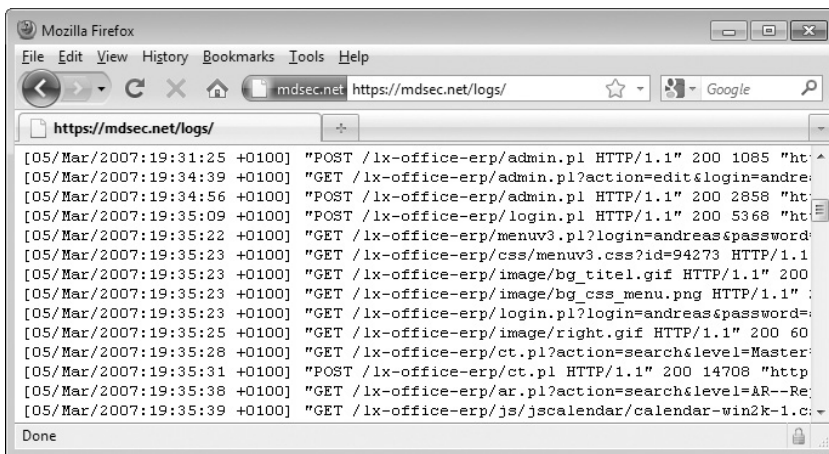 Mozilla Firefox
File Edit View History Bookmarks Tools Help
mdsec.net https://mdsec.net/logs/ Google
https://mdsec.net/logs/
[05/Mar/2007:19:31:25 +0100] "POST /lx-office-erp/admin.pl HTTP/1.1" 200 1085 "ht
[05/Mar/2007:19:34:39 +0100] "GET /lx-office-erp/admin.pl?action=edit&login=andre
[05/Mar/2007:19:34:56 +0100] "POST /lx-office-erp/admin.pl HTTP/1.1" 200 2858 "ht
[05/Mar/2007:19:35:09 +0100] "POST /lx-office-erp/login.pl HTTP/1.1" 200 5368 "ht
[05/Mar/2007:19:35:22 +0100] "GET /lx-office-erp/menuv3.pl?login=andreas&password
[05/Mar/2007:19:35:23 +0100] "GET /lx-office-erp/css/menuv3.css?id=94273 HTTP/1.1
[05/Mar/2007:19:35:23 +0100] "GET /lx-office-erp/image/bg_titel.gif HTTP/1.1" 200
[05/Mar/2007:19:35:23 +0100] "GET /lx-office-erp/image/bg_css_menu.png HTTP/1.1"
[05/Mar/2007:19:35:23 +0100] "GET /lx-office-erp/login.pl?login=andreas&password=
[05/Mar/2007:19:35:25 +0100] "GET /lx-office-erp/image/right.gif HTTP/1.1" 200 60
[05/Mar/2007:19:35:28 +0100] "GET /lx-office-erp/ct.pl?action=search&level=Master
[05/Mar/2007:19:35:31 +0100] "POST /lx-office-erp/ct.pl HTTP/1.1" 200 14708 "http
[05/Mar/2007:19:35:38 +0100] "GET /lx-office-erp/ar.pl?action=search&level=AR--Re
[05/Mar/2007:19:35:39 +0100] "GET /lx-office-erp/js/jscalendar/calendar-win2k-1.c
Done